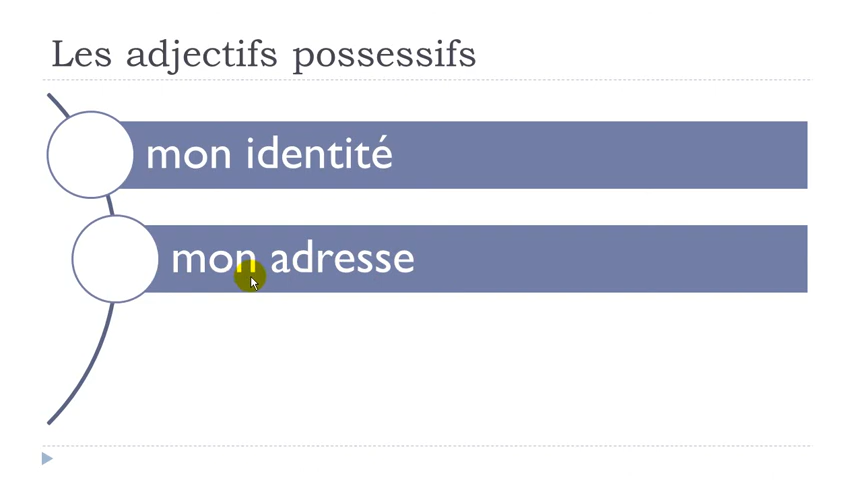 Les adjectifs possessifs
mon identité
mon adresse